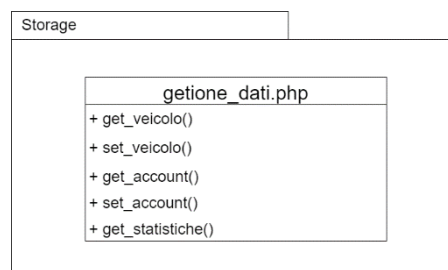 Storage
getione_dati.php
+ get_veicolo()
+ set_veicolo()
+ get_account()
+ set_account()
+ get_statistiche()